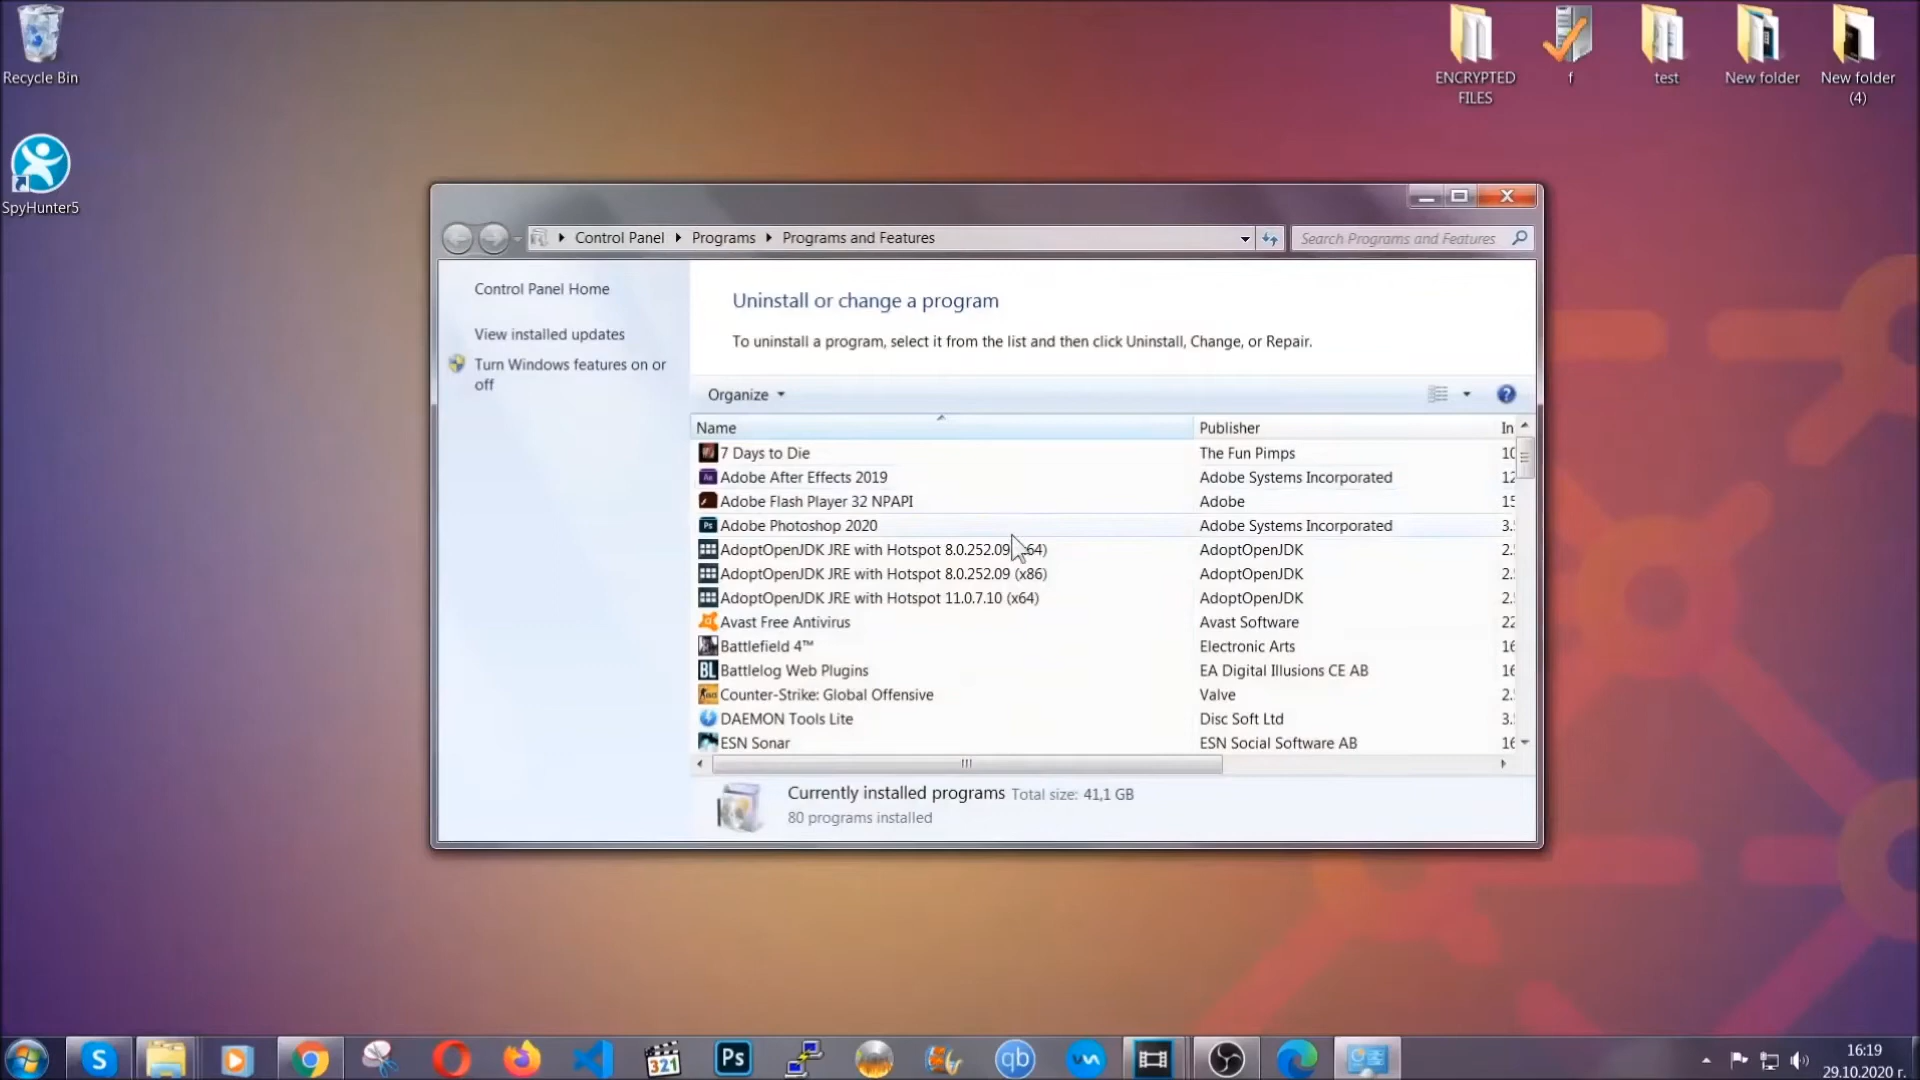 Recycle Bin
SpyHunter5
ENCRYPTED
FILES
f
test
New folder
New folder
(4)
Control Panel
Programs
Programs and Features
Search Programs and Features
Control Panel Home
View installed updates
Turn Windows features on or
off
Uninstall or change a program
To uninstall a program, select it from the list and then click Uninstall, Change, or Repair.
Organize
Name Publisher In
7 Days to Die The Fun Pimps 10
Adobe After Effects 2019 Adobe Systems Incorporated 12
Adobe Flash Player 32 NPAPI Adobe 15
Adobe Photoshop 2020 Adobe Systems Incorporated 3.
AdoptOpenJDK JRE with Hotspot 8.0.252.09 x64) AdoptOpenJDK 2.
AdoptOpenJDK JRE with Hotspot 8.0.252.09 (x86) AdoptOpenJDK 2.
AdoptOpenJDK JRE with Hotspot 11.0.7.10 (x64) AdoptOpenJDK 2.
Avast Free Antivirus Avast Software 22
Battlefield 4™ Electronic Arts 16
BL Battlelog Web Plugins EA Digital Illusions CE AB 16
Counter-Strike: Global Offensive Valve 2.
DAEMON Tools Lite Disc Soft Ltd 3.
ESN Sonar ESN Social Software AB 16
Currently installed programs Total size: 41,1 GB
80 programs installed
S
321
Ps
qb
16:19
29.10.2020 г.